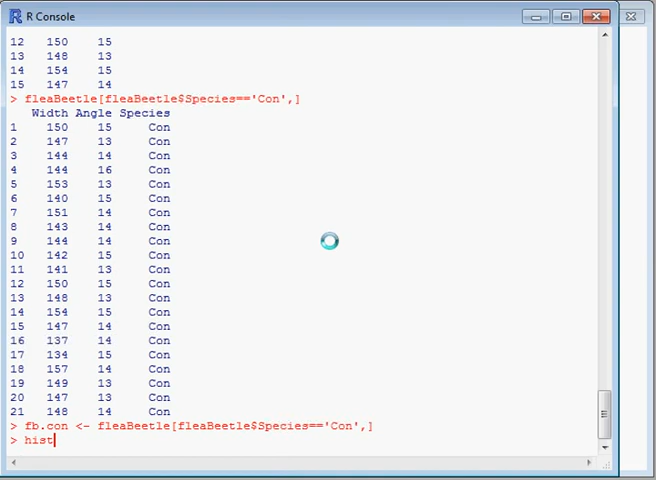 R Console
12 150 15
13 148 13
14 154 15
15 147 14
> fleaBeetle[fleaBeetle$Species=='Con',]
Width Angle Species
1 150 15 Con
2 147 13 Con
3 144 14 Con
4 144 16 Con
5 153 13 Con
6 140 15 Con
7 151 14 Con
8 143 14 Con
9 144 14 Con
10 142 15 Con
11 141 13 Con
12 150 15 Con
13 148 13 Con
14 154 15 Con
15 147 14 Con
16 137 14 Con
17 134 15 Con
18 157 14 Con
19 149 13 Con
20 147 13 Con
21 148 14 Con
> fb.con <- fleaBeetle[fleaBeetle$Species=='Con',]
> hist